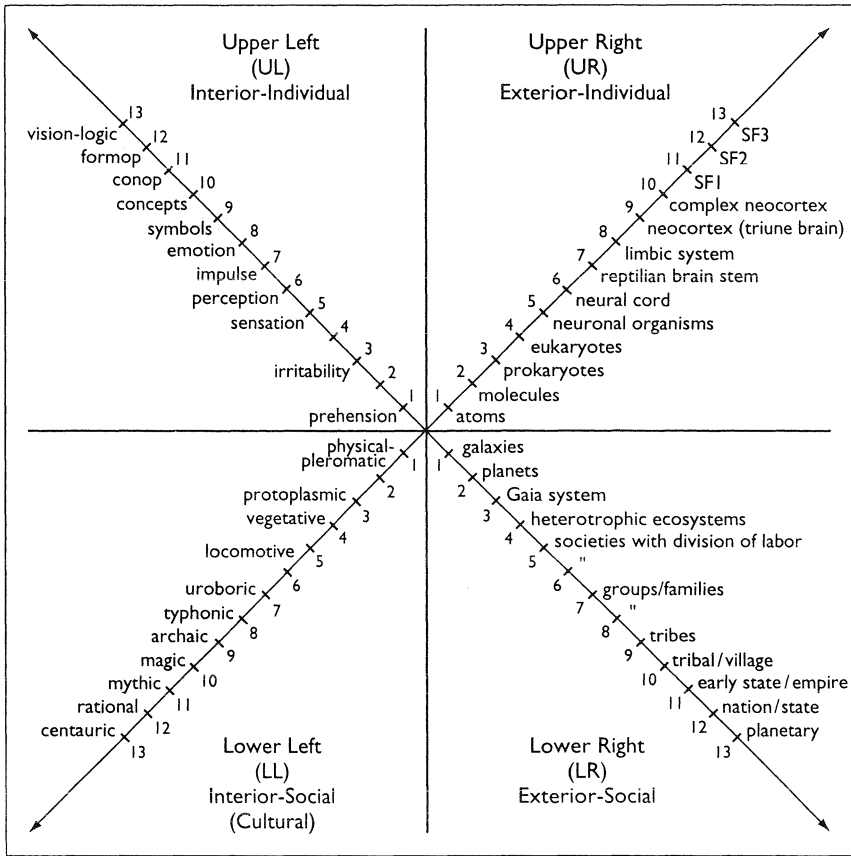 Upper Left
(UL)
Interior-Individual
13
vision-logic
12
formop
11
conop
10
concepts
9
symbols
8
emotion
7
impulse
6
perception
5
sensation
4
3
irritability
2
1
prehension
Upper Right
(UR)
Exterior-Individual
13
SF3
12
SF2
11
SF1
10
complex neocortex
9
neocortex (triune brain)
8
limbic system
7
reptilian brain stem
6
neural cord
5
neuronal organisms
4
eukaryotes
3
prokaryotes
2
molecules
1
atoms
physical-
pleromatic
1
2
protoplasmic
3
vegetative
4
locomotive
5
6
uroboric
7
typhonic
8
archaic
9
magic
10
mythic
11
rational
12
centauric
13
Lower Left
(LL)
Interior-Social
(Cultural)
galaxies
1
planets
2
Gaia system
3
heterotrophic ecosystems
4
societies with division of labor
5
"
6
groups/families
7
"
8
tribes
9
tribal/village
10
early state/empire
11
nation/state
12
planetary
13
Lower Right
(LR)
Exterior-Social